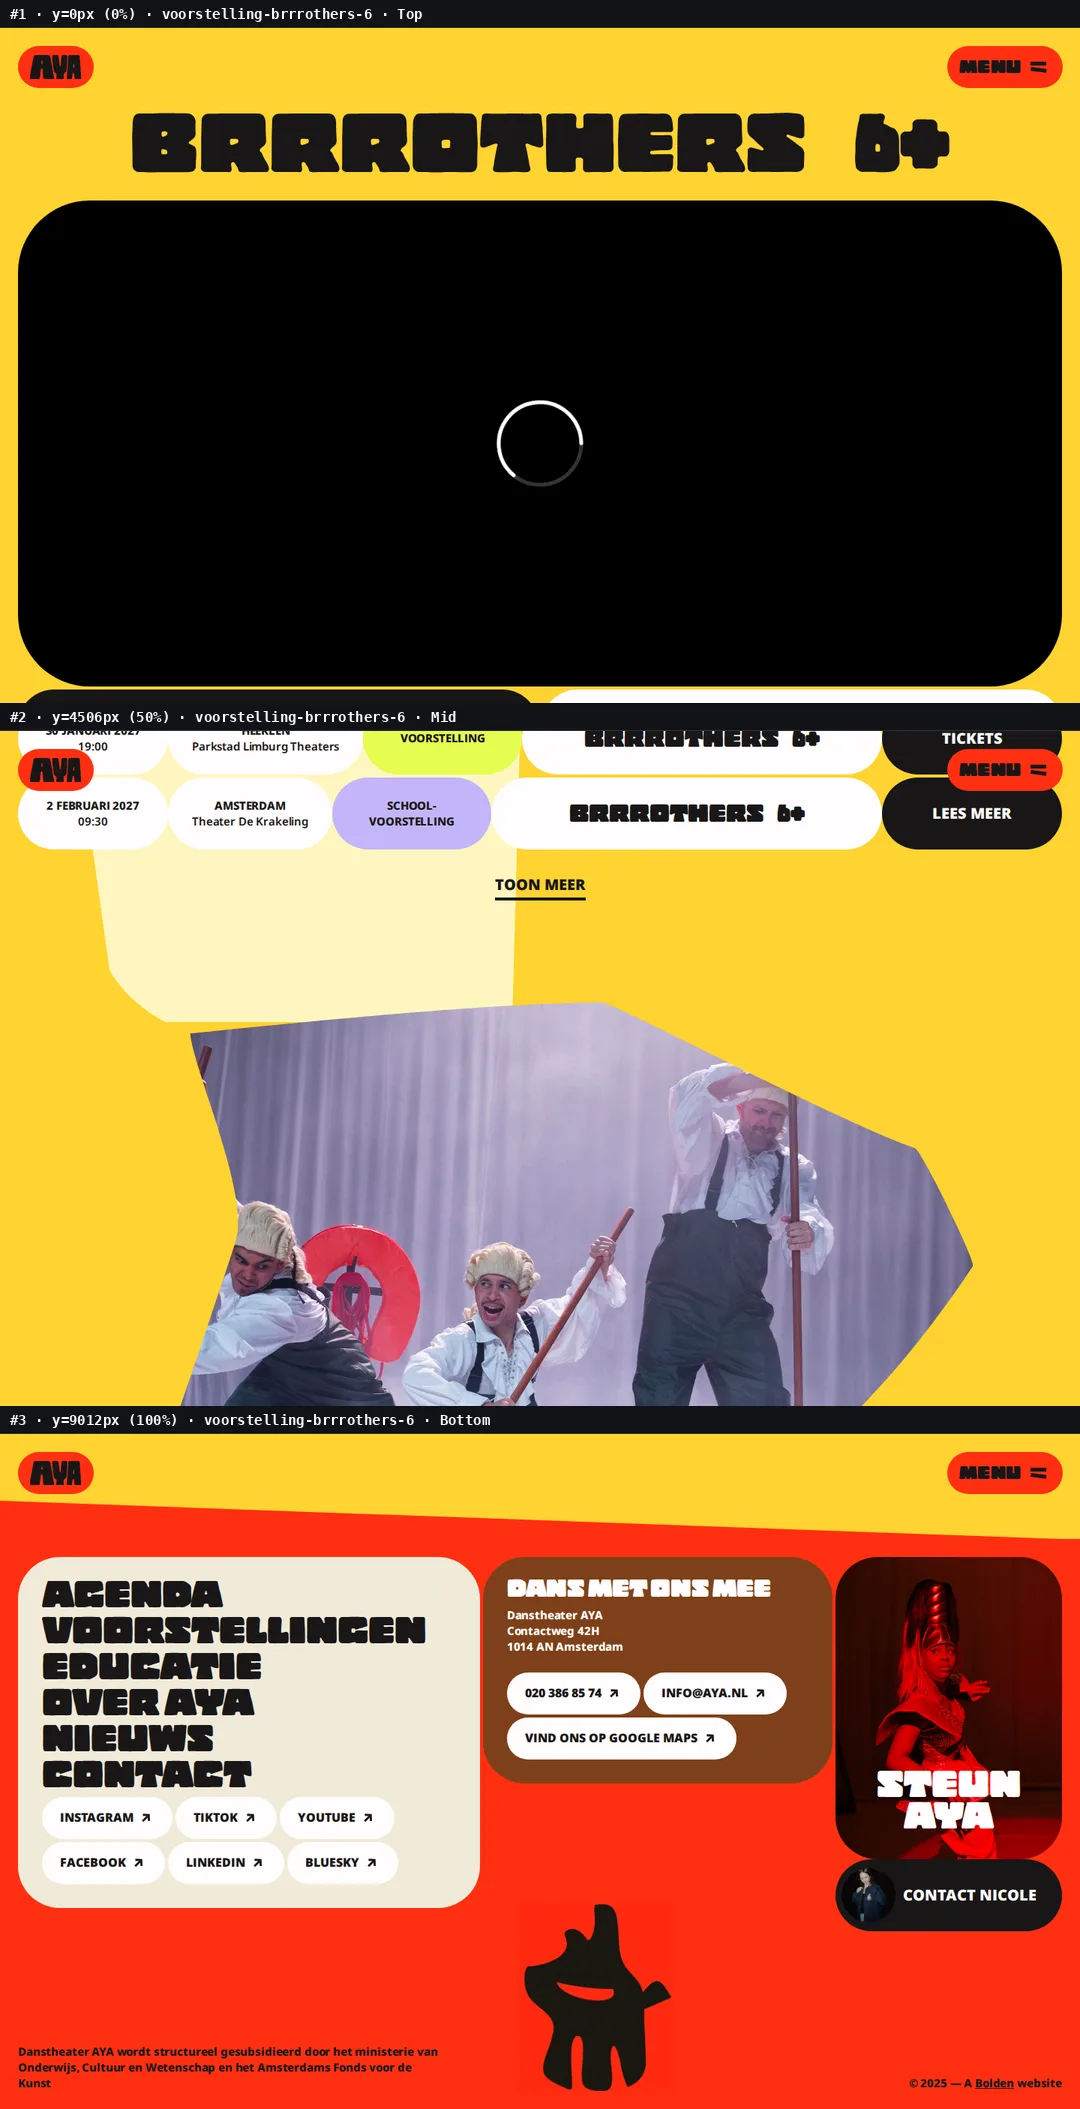 #1 · y=0px (0%) · voorstelling-brrrothers-6 · Top
AYA
MENU
BRRROTHERS 6+
#2 · y=4506px (50%) · voorstelling-brrrothers-6 · Mid
30 JANUARI 2027
19:00
HEERLEN
Parkstad Limburg Theaters
VOORSTELLING
BRRROTHERS 6+
TICKETS
AYA
MENU
2 FEBRUARI 2027
09:30
AMSTERDAM
Theater De Krakeling
SCHOOL-
VOORSTELLING
BRRROTHERS 6+
LEES MEER
TOON MEER
#3 · y=9012px (100%) · voorstelling-brrrothers-6 · Bottom
AYA
MENU
AGENDA
VOORSTELLINGEN
EDUCATIE
OVER AYA
NIEUWS
CONTACT
INSTAGRAM
TIKTOK
YOUTUBE
FACEBOOK
LINKEDIN
BLUESKY
DANS MET ONS MEE
Danstheater AYA
Contactweg 42H
1014 AN Amsterdam
020 386 85 74
INFO@AYA.NL
VIND ONS OP GOOGLE MAPS
STEUN
AYA
CONTACT NICOLE
Danstheater AYA wordt structureel gesubsidieerd door het ministerie van
Onderwijs, Cultuur en Wetenschap en het Amsterdams Fonds voor de
Kunst
© 2025 — A Bolden website